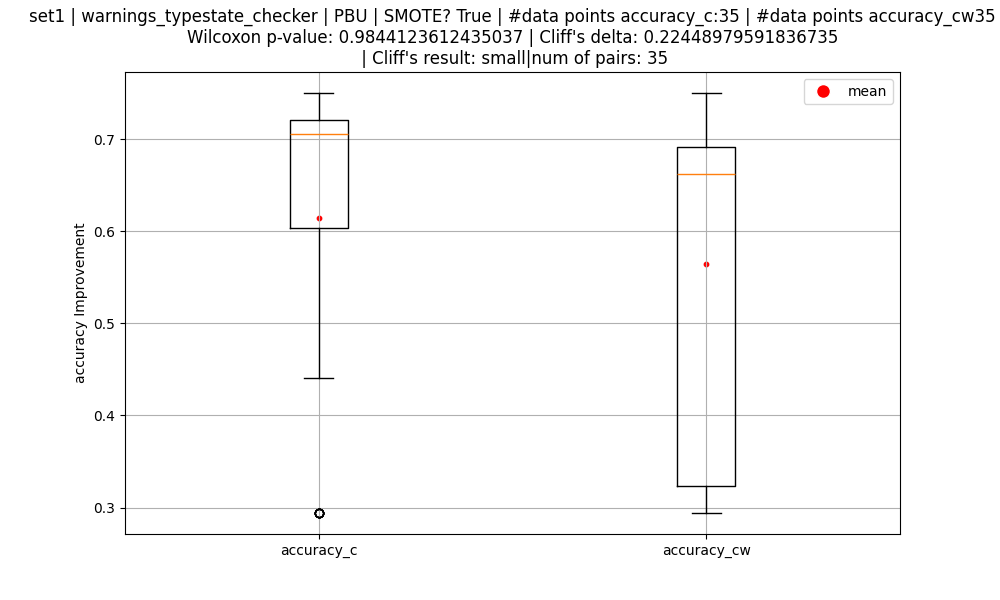 set1 | warnings_typestate_checker | PBU | SMOTE? True | #data points accuracy_c:35 | #data points accuracy_cw35
Wilcoxon p-value: 0.9844123612435037 | Cliff's delta: 0.22448979591836735
| Cliff's result: small|num of pairs: 35
mean
0.7
0.6
0.5
0.4
0.3
accuracy Improvement
accuracy_c
accuracy_cw